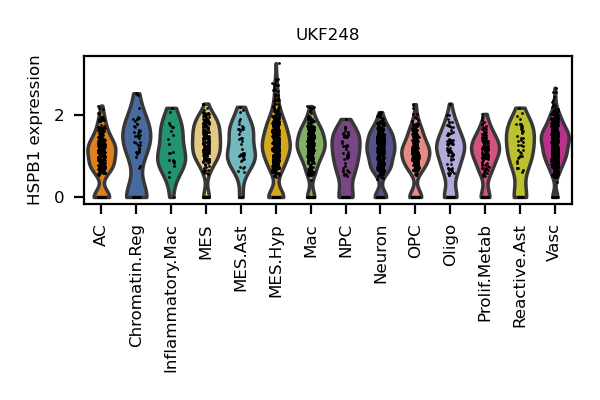 UKF248
HSPB1 expression
2
0
AC
Chromatin.Reg
Inflammatory.Mac
MES
MES.Ast
MES.Hyp
Mac
NPC
Neuron
OPC
Oligo
Prolif.Metab
Reactive.Ast
Vasc